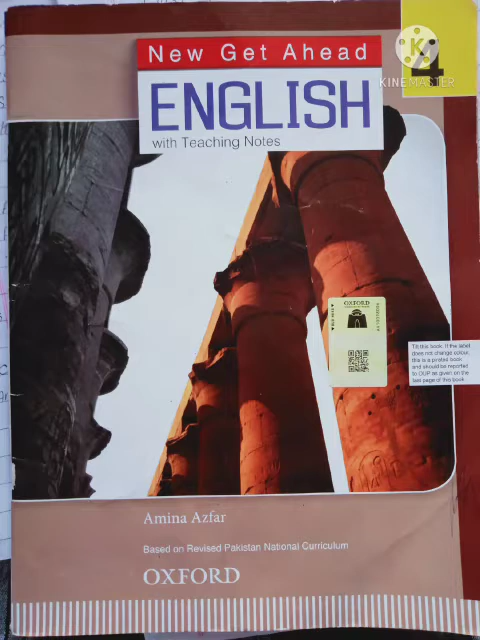 New Get Ahead
4
KINEMASTER
ENGLISH
with Teaching Notes
OXFORD
Tilt this book. If the label
does not change colour,
this is a pirated book
and should be reported
to OUP as given on the
last page of this book
Amina Azfar
Based on Revised Pakistan National Curriculum
OXFORD